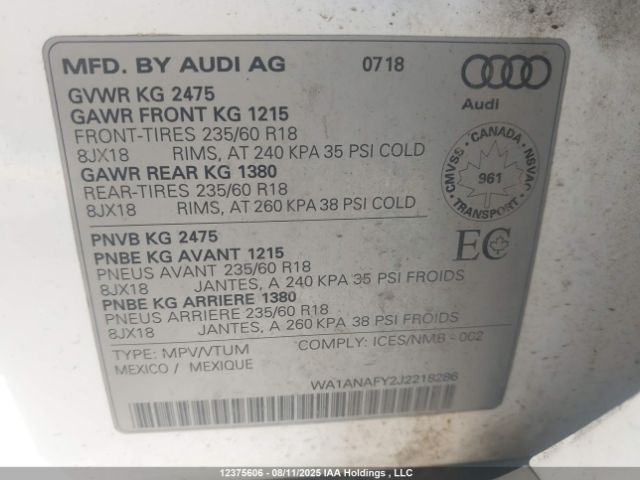 MFD. BY AUDI AG 0718
Audi
GVWR KG 2475
GAWR FRONT KG 1215
FRONT-TIRES 235/60 R18
8JX18 RIMS, AT 240 KPA 35 PSI COLD
GAWR REAR KG 1380
REAR-TIRES 235/60 R18
8JX18 RIMS, AT 260 KPA 38 PSI COLD
CMVSS - CANADA - NSVAC
961
TRANSPORT
PNVB KG 2475
PNBE KG AVANT 1215
PNEUS AVANT 235/60 R18
8JX18 JANTES, A 240 KPA 35 PSI FROIDS
PNBE KG ARRIERE 1380
PNEUS ARRIERE 235/60 R18
8JX18 JANTES, A 260 KPA 38 PSI FROIDS
EC
TYPE: MPV/VTUM COMPLY: ICES/NMB - 002
MEXICO / MEXIQUE
WA1ANAFY2J2218286
12375606 - 08/11/2025 IAA Holdings , LLC